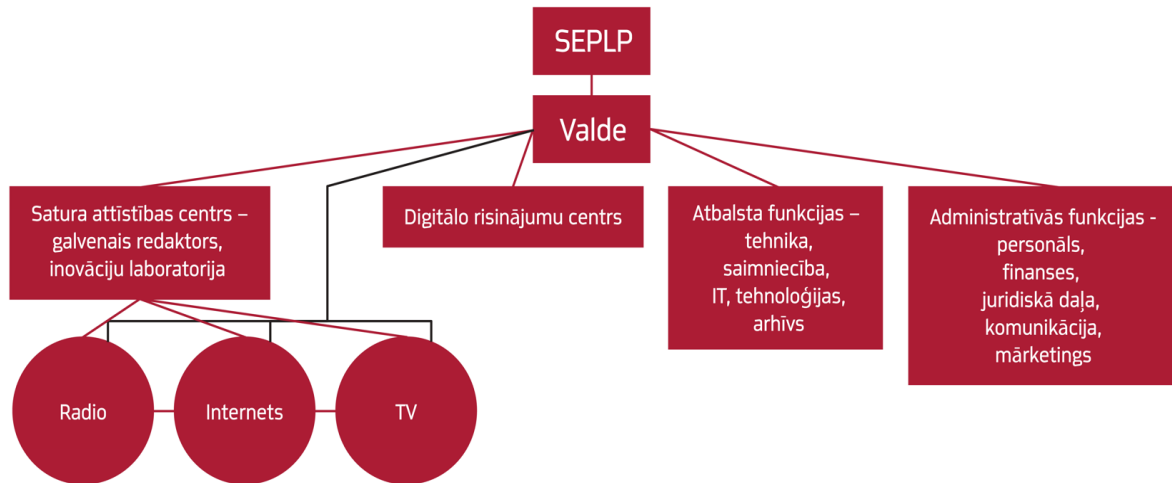 SEPLP
Valde
Satura attīstības centrs –
galvenais redaktors,
inovāciju laboratorija
Digitālo risinājumu centrs
Atbalsta funkcijas –
tehnika,
saimniecība,
IT, tehnoloģijas,
arhīvs
Administratīvās funkcijas -
personāls,
finanses,
juridiskā daļa,
komunikācija,
mārketings
Radio
Internets
TV